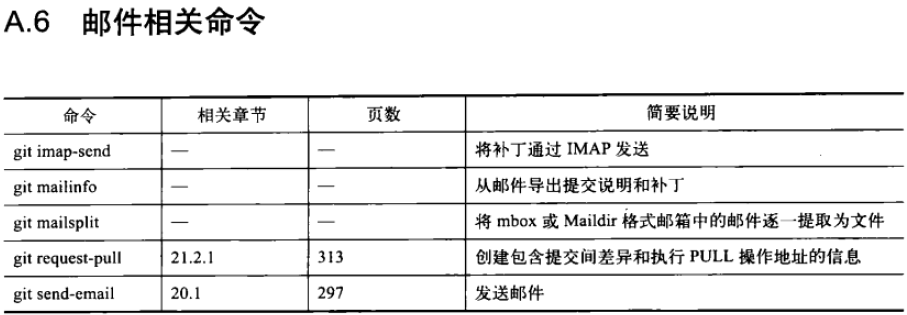 A.6 邮件相关命令
命令 相关章节 页数 简要说明
git imap-send — — 将补丁通过 IMAP 发送
git mailinfo — — 从邮件导出提交说明和补丁
git mailsplit — — 将 mbox 或 Maildir 格式邮箱中的邮件逐一提取为文件
git request-pull 21.2.1 313 创建包含提交间差异和执行 PULL 操作地址的信息
git send-email 20.1 297 发送邮件